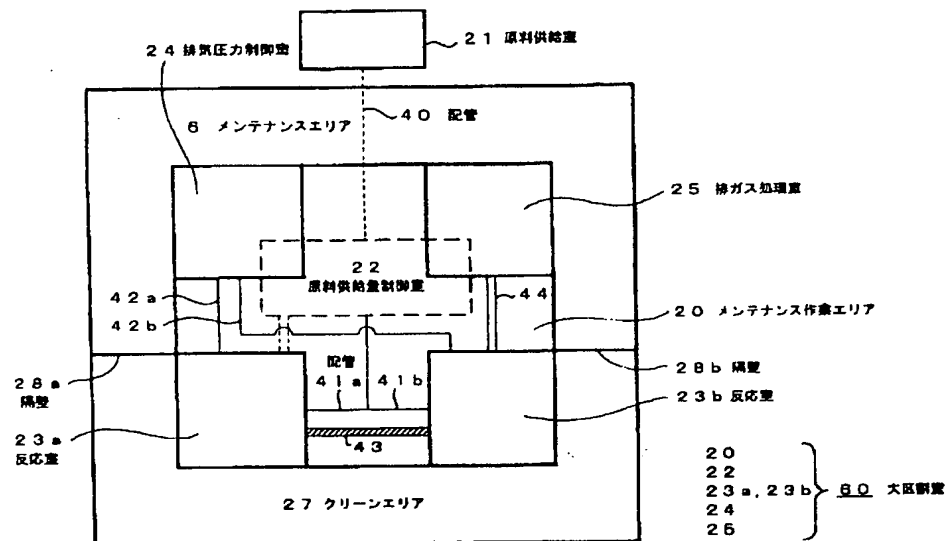 21 原料供給室
24 排気圧力制御室
40 配管
6 メンテナンスエリア
25 排ガス処理室
22
原料供給量制御室
42a
42b
44
20 メンテナンス作業エリア
28a
隔壁
配管
41a 41b
28b 隔壁
23b 反応室
23a
反応室
43
27 クリーンエリア
20
22
23a, 23b
24
25
60 大区割室